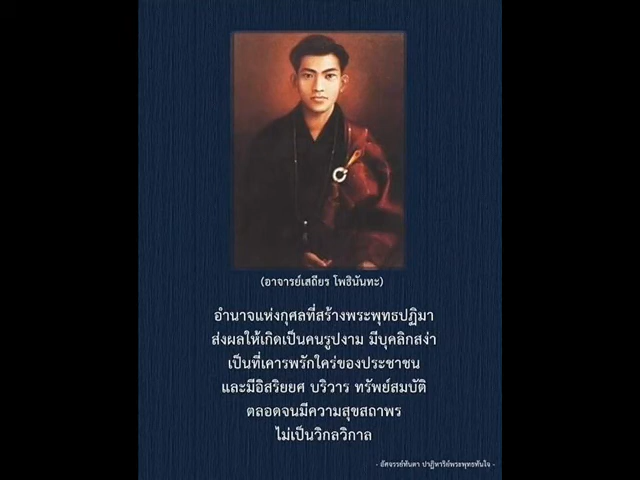 (อาจารย์เสถียร โพธินันทะ)
อำนาจแห่งกุศลที่สร้างพระพุทธปฏิมา
ส่งผลให้เกิดเป็นคนรูปงาม มีบุคลิกสง่า
เป็นที่เคารพรักใคร่ของประชาชน
และมีอิสริยยศ บริวาร ทรัพย์สมบัติ
ตลอดจนมีความสุขสถาพร
ไม่เป็นวิกลวิกาล
- อัศจรรย์ทันตา ปาฏิหาริย์พระพุทธทันใจ -